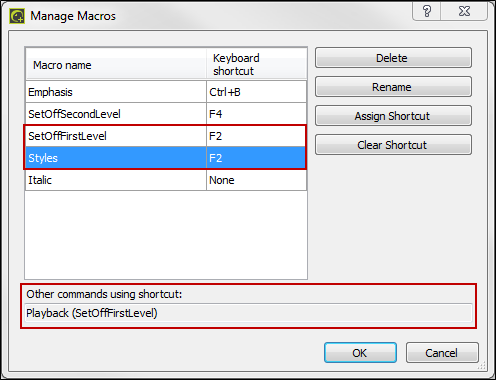 Manage Macros
?
Macro name Keyboard shortcut
Emphasis Ctrl+B
SetOffSecondLevel F4
SetOffFirstLevel F2
Styles F2
Italic None
Delete
Rename
Assign Shortcut
Clear Shortcut
Other commands using shortcut:
Playback (SetOffFirstLevel)
OK Cancel